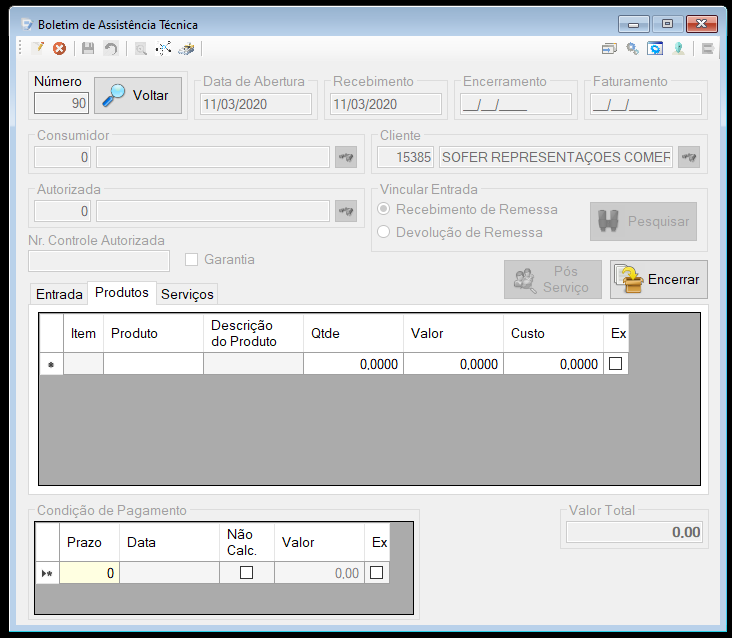 Boletim de Assistência Técnica
Número
90
Voltar
Data de Abertura
11/03/2020
Recebimento
11/03/2020
Encerramento
__/__/____
Faturamento
__/__/____
Consumidor
0
Cliente
15385 SOFER REPRESENTAÇOES COMER
Autorizada
0
Vincular Entrada
Recebimento de Remessa
Devolução de Remessa
Pesquisar
Nr. Controle Autorizada
Garantia
Pós
Serviço
Encerrar
Entrada Produtos Serviços
Item Produto Descrição
do Produto Qtde Valor Custo Ex
* 0,0000 0,0000 0,0000
Condição de Pagamento
Prazo Data Não
Calc. Valor Ex
0 0,00
Valor Total
0.00